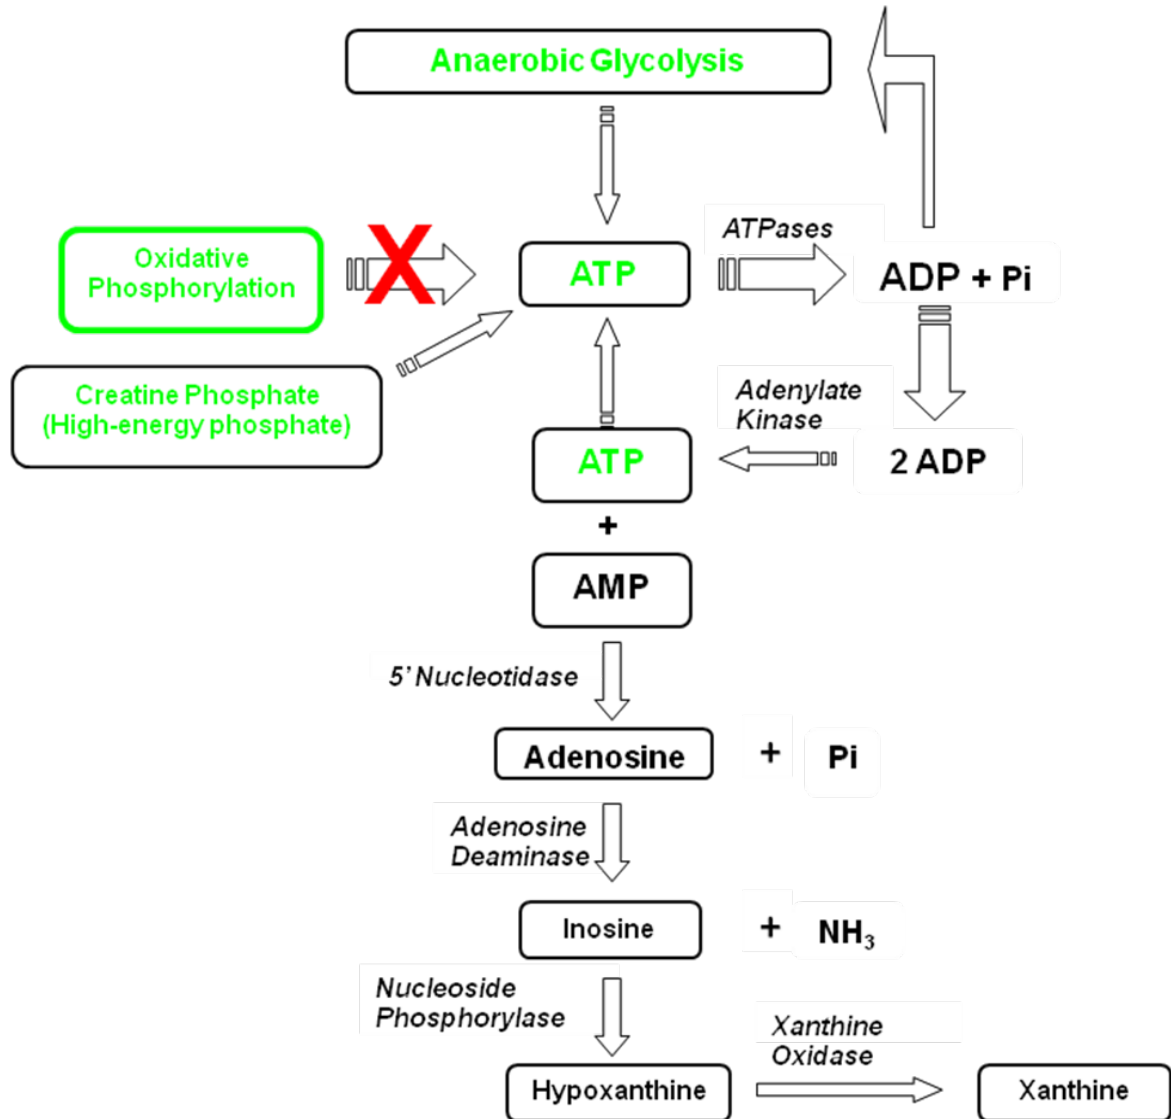 Anaerobic Glycolysis
ATPases
Oxidative
Phosphorylation
X
ATP
ADP + Pi
Creatine Phosphate
(High-energy phosphate)
Adenylate
Kinase
ATP
2 ADP
+
AMP
5' Nucleotidase
Adenosine + Pi
Adenosine
Deaminase
Inosine + NH₃
Nucleoside
Phosphorylase
Xanthine
Oxidase
Hypoxanthine
Xanthine